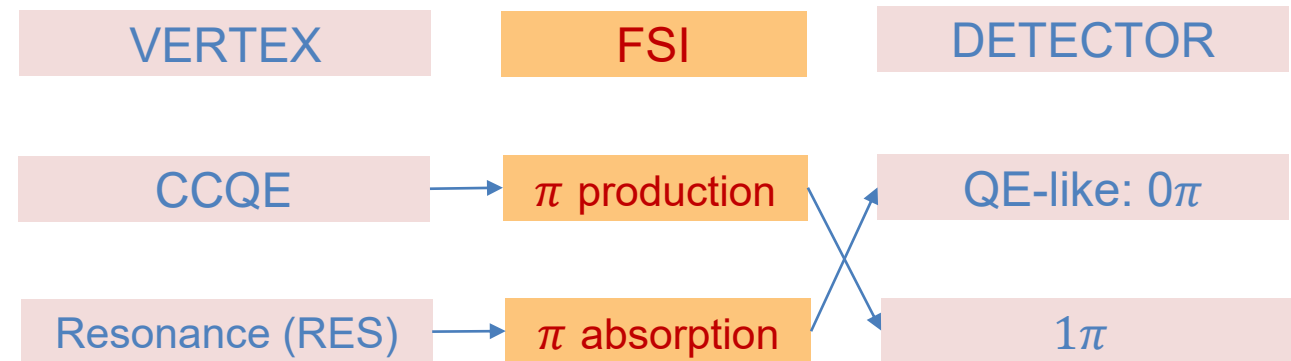 VERTEX FSI DETECTOR
CCQE π production QE-like: 0π
Resonance (RES) π absorption 1π